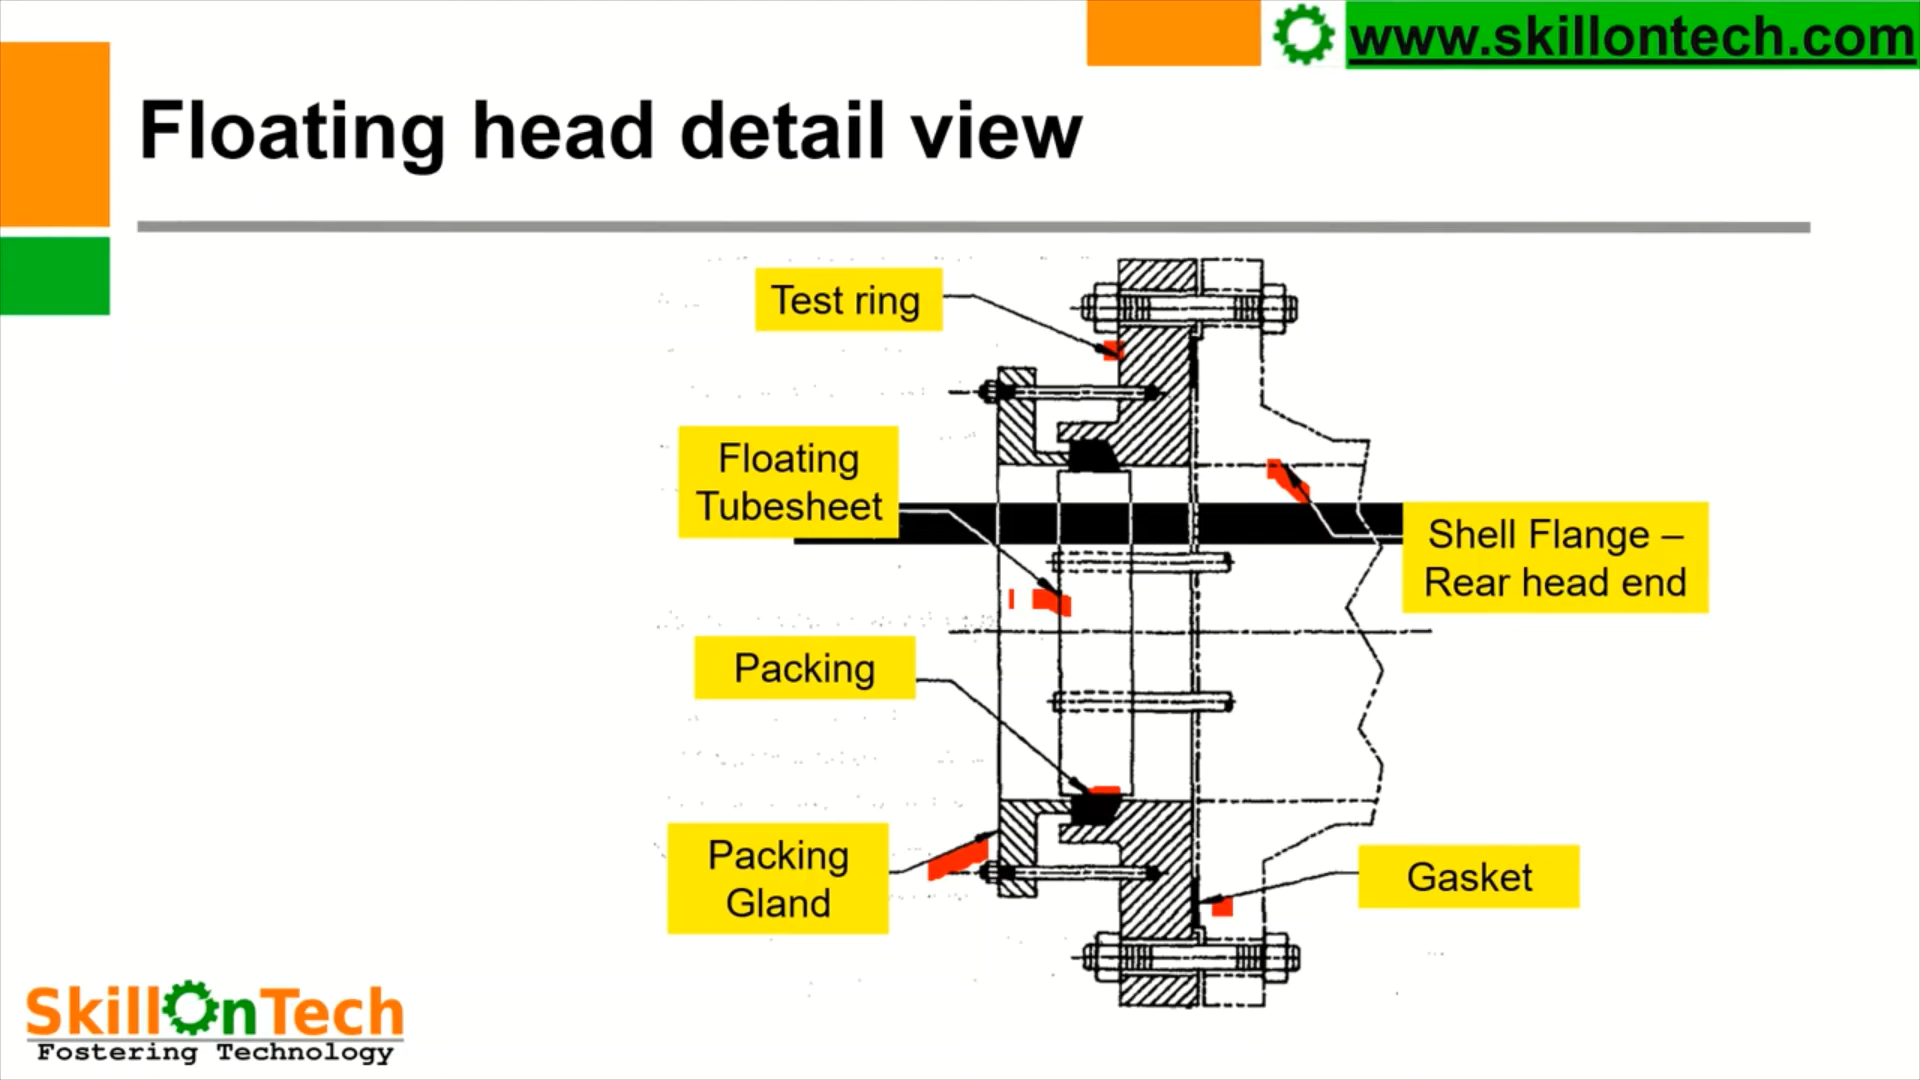 www.skillontech.com
Floating head detail view
Test ring
Floating
Tubesheet
Shell Flange –
Rear head end
Packing
Packing
Gland
Gasket
SkillOnTech
Fostering Technology